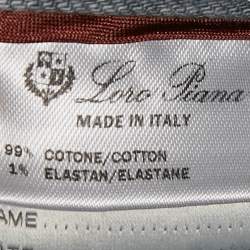 Loro Piana
MADE IN ITALY
99% COTONE/COTTON
1% ELASTAN/ELASTANE
AME